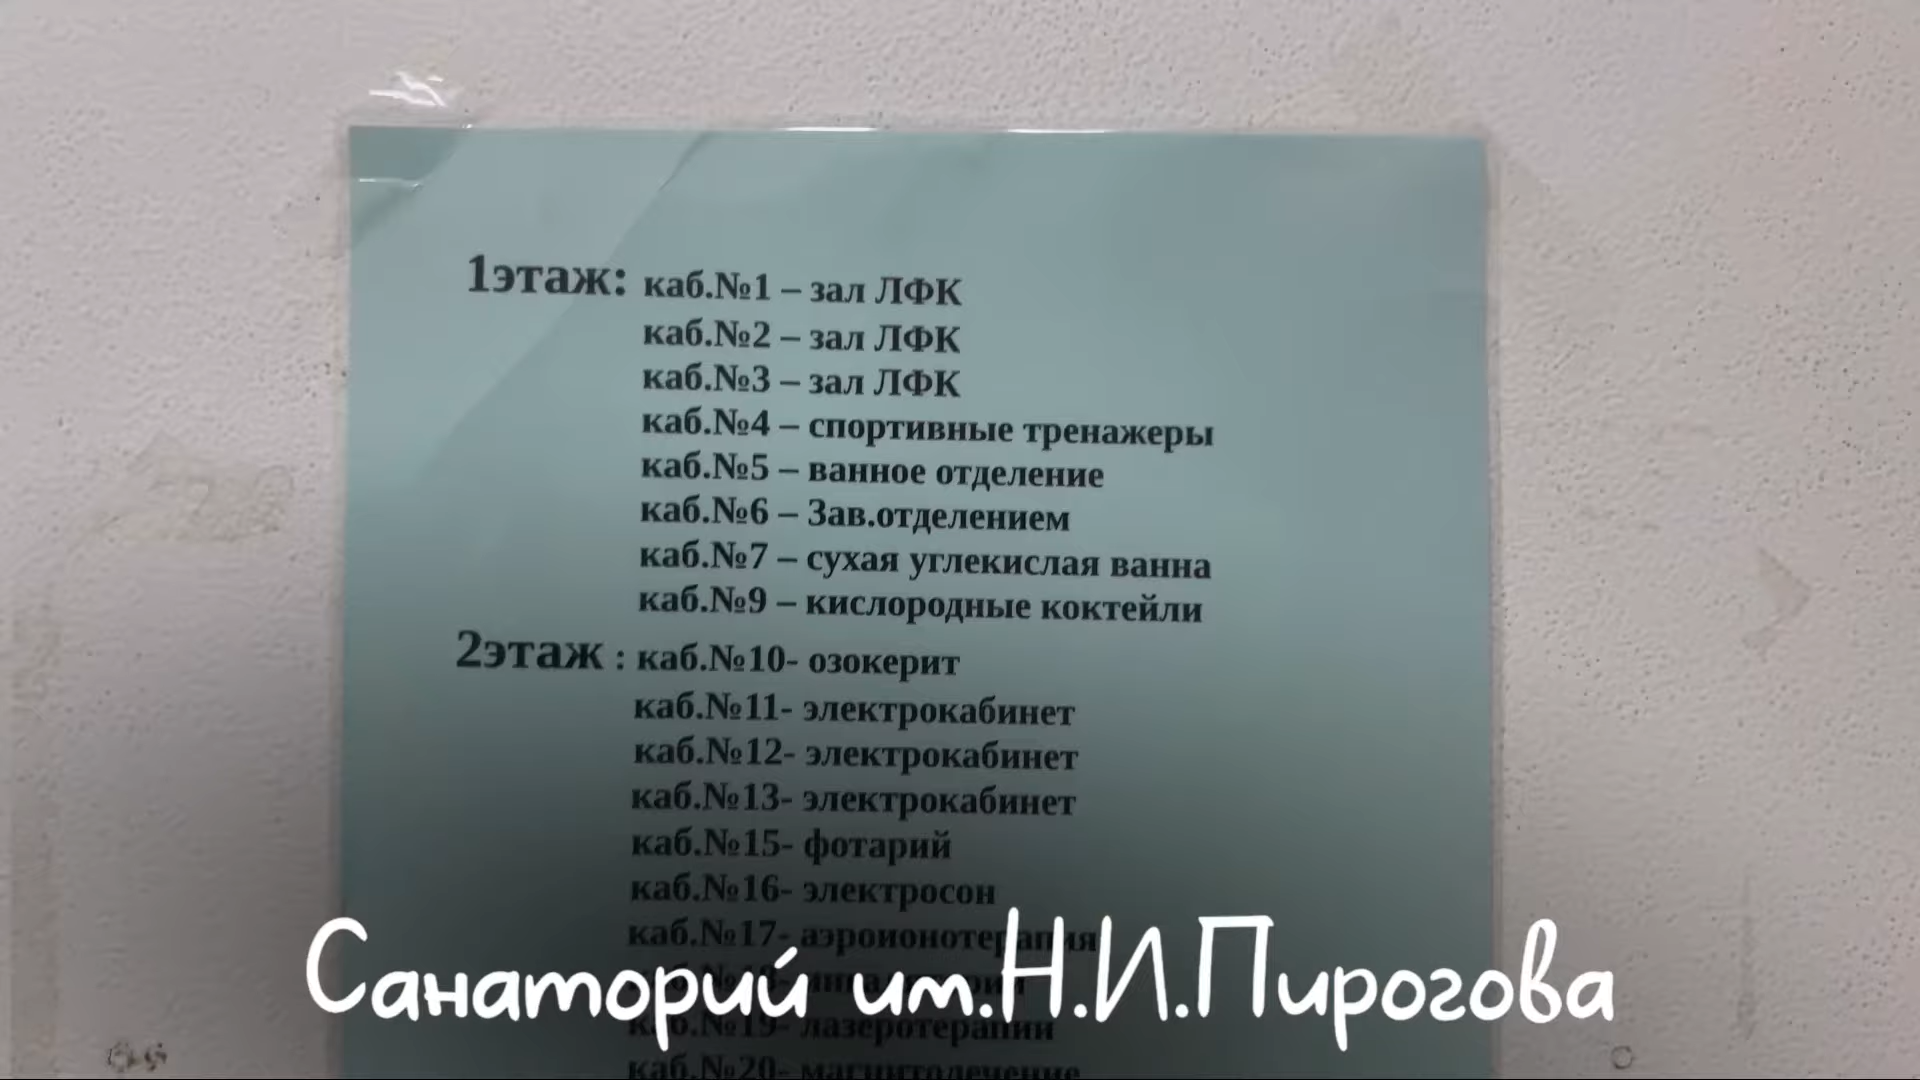 1этаж: каб.№1 – зал ЛФК
каб.№2 – зал ЛФК
каб.№3 – зал ЛФК
каб.№4 – спортивные тренажеры
каб.№5 – ванное отделение
каб.№6 – Зав.отделением
каб.№7 – сухая углекислая ванна
каб.№9 – кислородные коктейли
2этаж : каб.№10- озокерит
каб.№11- электрокабинет
каб.№12- электрокабинет
каб.№13- электрокабинет
каб.№15- фотарий
каб.№16- электросон
каб.№17- аэроионотерапия
Санаторий им.Н.И.Пирогова
каб.№19- лазеротерапии
каб.№20- магнитолечение